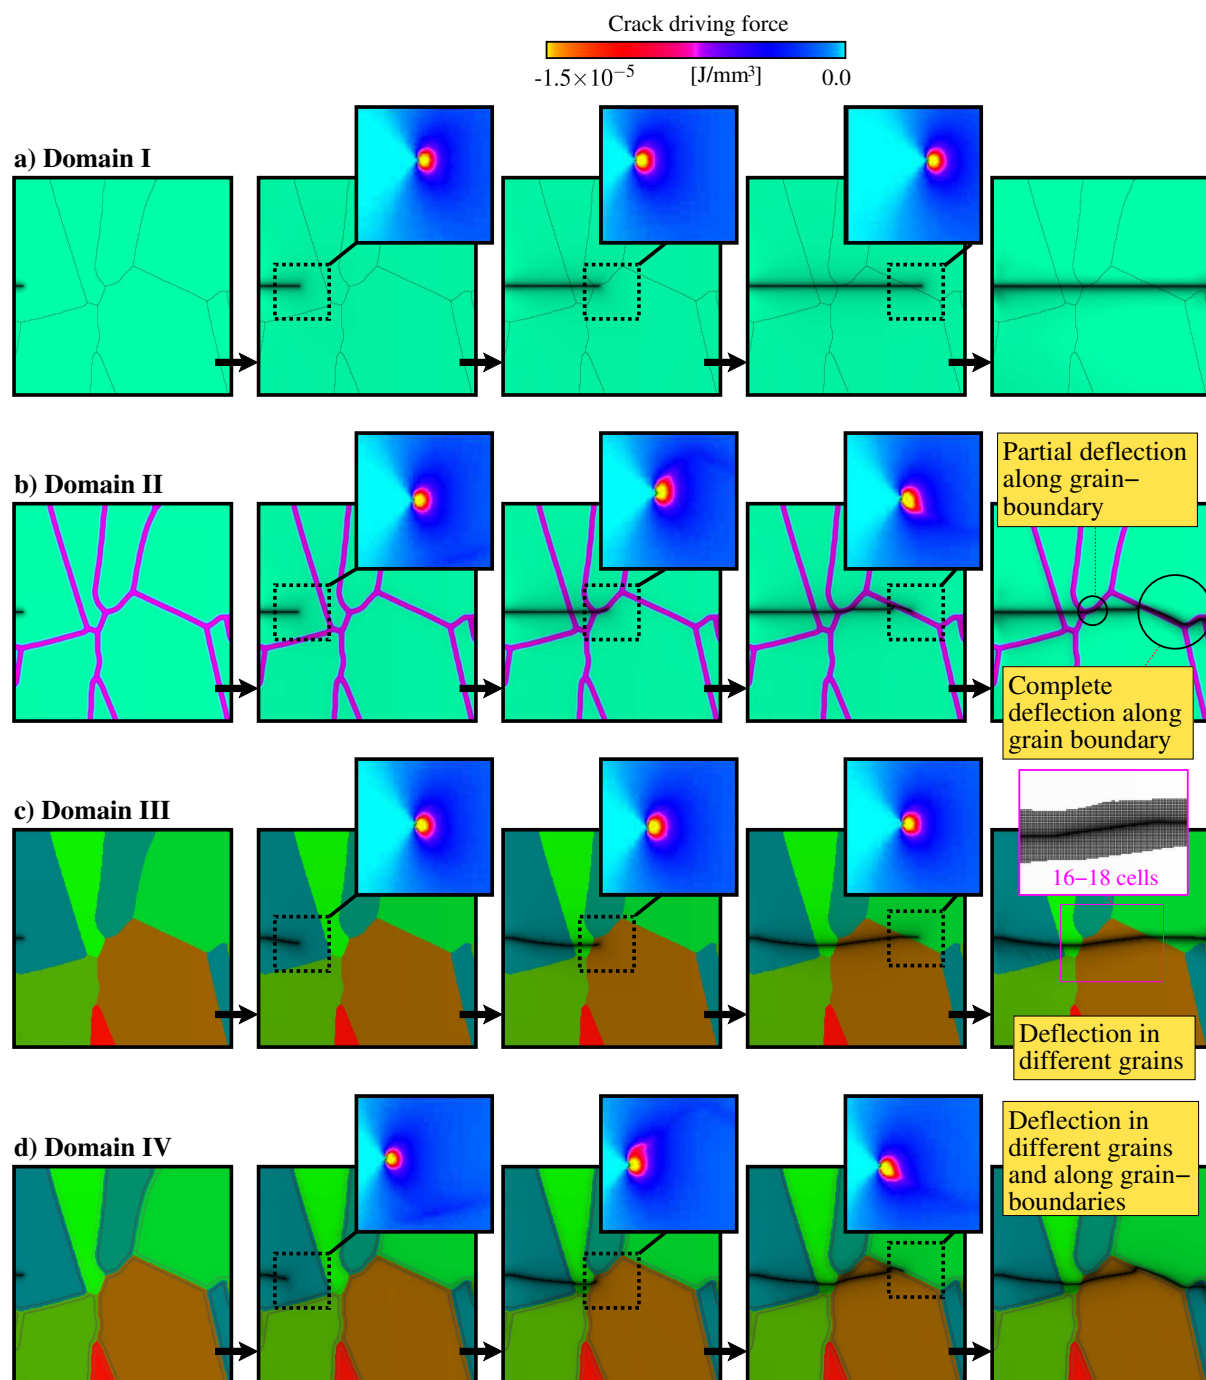 Crack driving force
-1.5×10⁻⁵ [J/mm³] 0.0
a) Domain I
b) Domain II
Partial deflection
along grain–
boundary
Complete
deflection along
grain boundary
c) Domain III
16–18 cells
Deflection in
different grains
d) Domain IV
Deflection in
different grains
and along grain–
boundaries